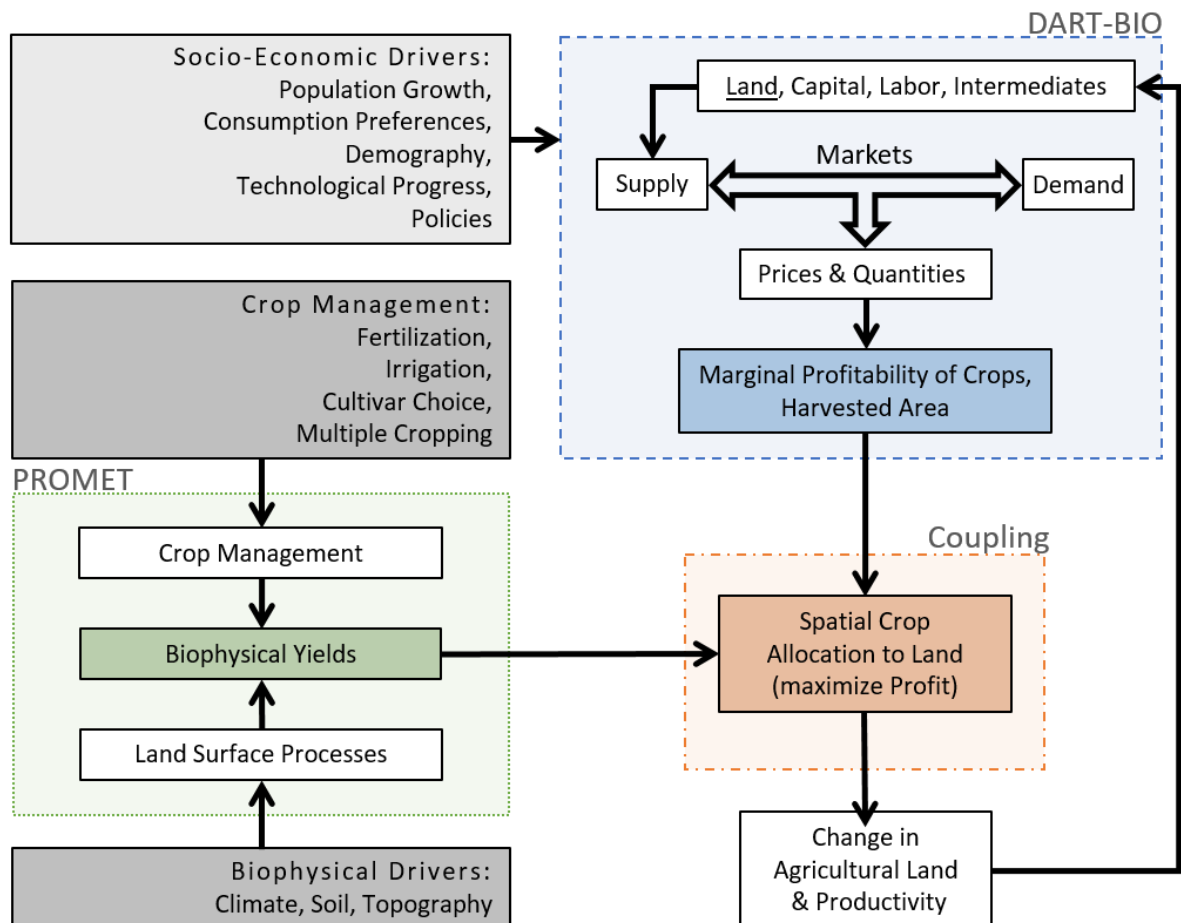 DART-BIO
Socio-Economic Drivers:
Population Growth,
Consumption Preferences,
Demography,
Technological Progress,
Policies
Land, Capital, Labor, Intermediates
Markets
Supply
Demand
Prices & Quantities
Marginal Profitability of Crops,
Harvested Area
Crop Management:
Fertilization,
Irrigation,
Cultivar Choice,
Multiple Cropping
PROMET
Crop Management
Biophysical Yields
Land Surface Processes
Coupling
Spatial Crop
Allocation to Land
(maximize Profit)
Biophysical Drivers:
Climate, Soil, Topography
Change in
Agricultural Land
& Productivity